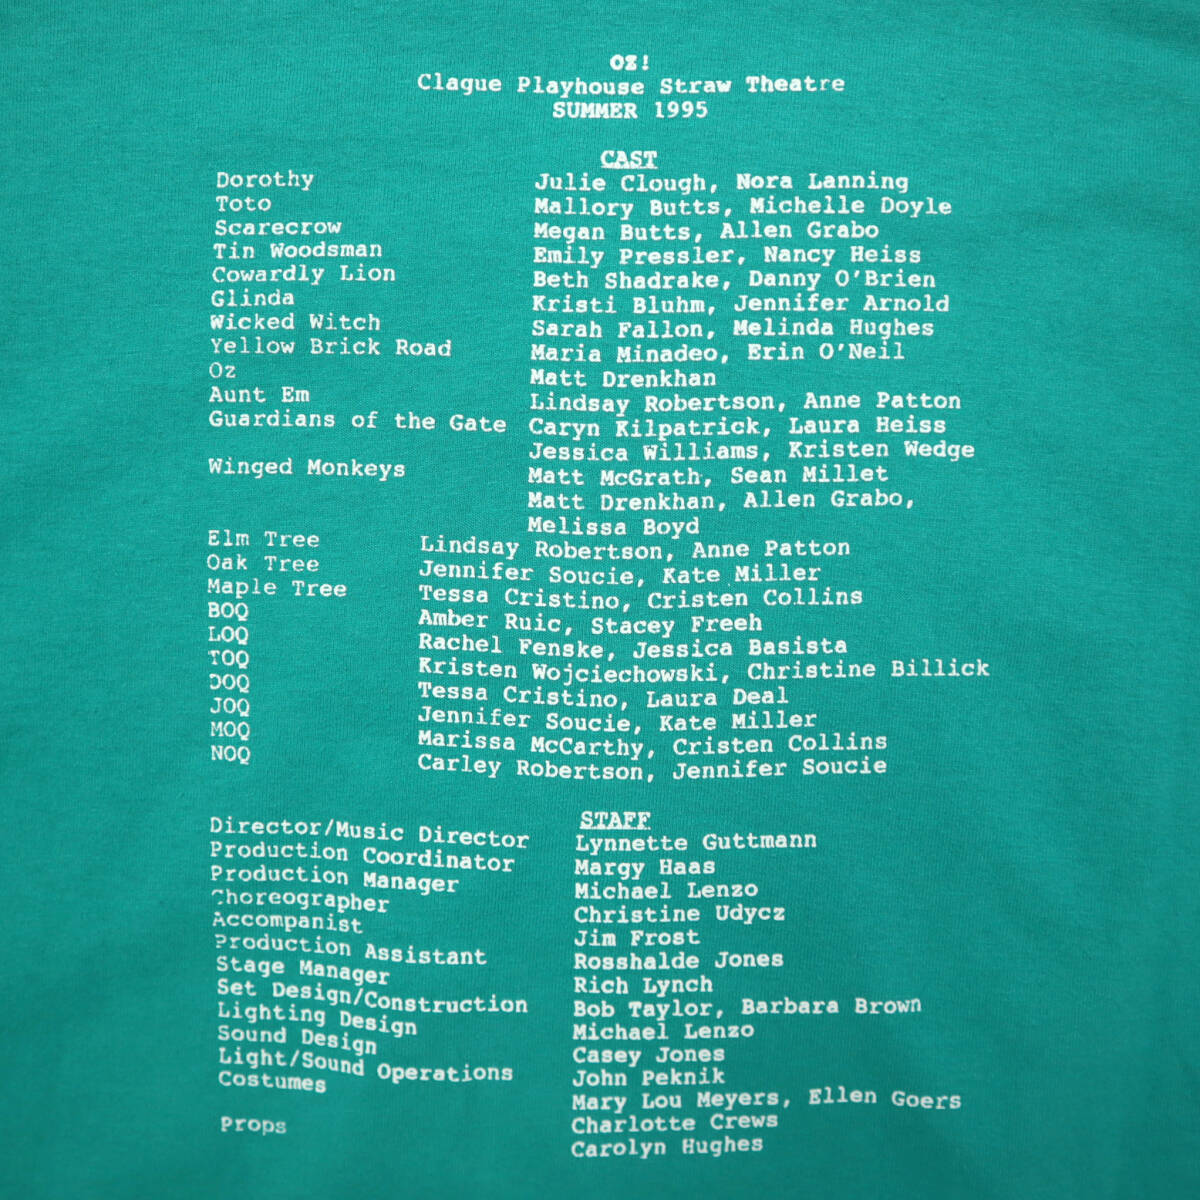 OZ!
Clague Playhouse Straw Theatre
SUMMER 1995
CAST
Dorothy Julie Clough, Nora Lanning
Toto Mallory Butts, Michelle Doyle
Scarecrow Megan Butts, Allen Grabo
Tin Woodsman Emily Pressler, Nancy Heiss
Cowardly Lion Beth Shadrake, Danny O'Brien
Glinda Kristi Bluhm, Jennifer Arnold
Wicked Witch Sarah Fallon, Melinda Hughes
Yellow Brick Road Maria Minadeo, Erin O'Neil
Oz Matt Drenkhan
Aunt Em Lindsay Robertson, Anne Patton
Guardians of the Gate Caryn Kilpatrick, Laura Heiss
Jessica Williams, Kristen Wedge
Winged Monkeys Matt McGrath, Sean Millet
Matt Drenkhan, Allen Grabo,
Melissa Boyd
Elm Tree Lindsay Robertson, Anne Patton
Oak Tree Jennifer Soucie, Kate Miller
Maple Tree Tessa Cristino, Cristen Collins
BOQ Amber Ruic, Stacey Freeh
LOQ Rachel Fenske, Jessica Basista
TOQ Kristen Wojciechowski, Christine Billick
DOQ Tessa Cristino, Laura Deal
JOQ Jennifer Soucie, Kate Miller
MOQ Marissa McCarthy, Cristen Collins
NOQ Carley Robertson, Jennifer Soucie
STAFF
Director/Music Director Lynnette Guttmann
Production Coordinator Margy Haas
Production Manager Michael Lenzo
Choreographer Christine Udycz
Accompanist Jim Frost
Production Assistant Rosshalde Jones
Stage Manager Rich Lynch
Set Design/Construction Bob Taylor, Barbara Brown
Lighting Design Michael Lenzo
Sound Design Casey Jones
Light/Sound Operations John Peknik
Costumes Mary Lou Meyers, Ellen Goers
Charlotte Crews
Props Carolyn Hughes